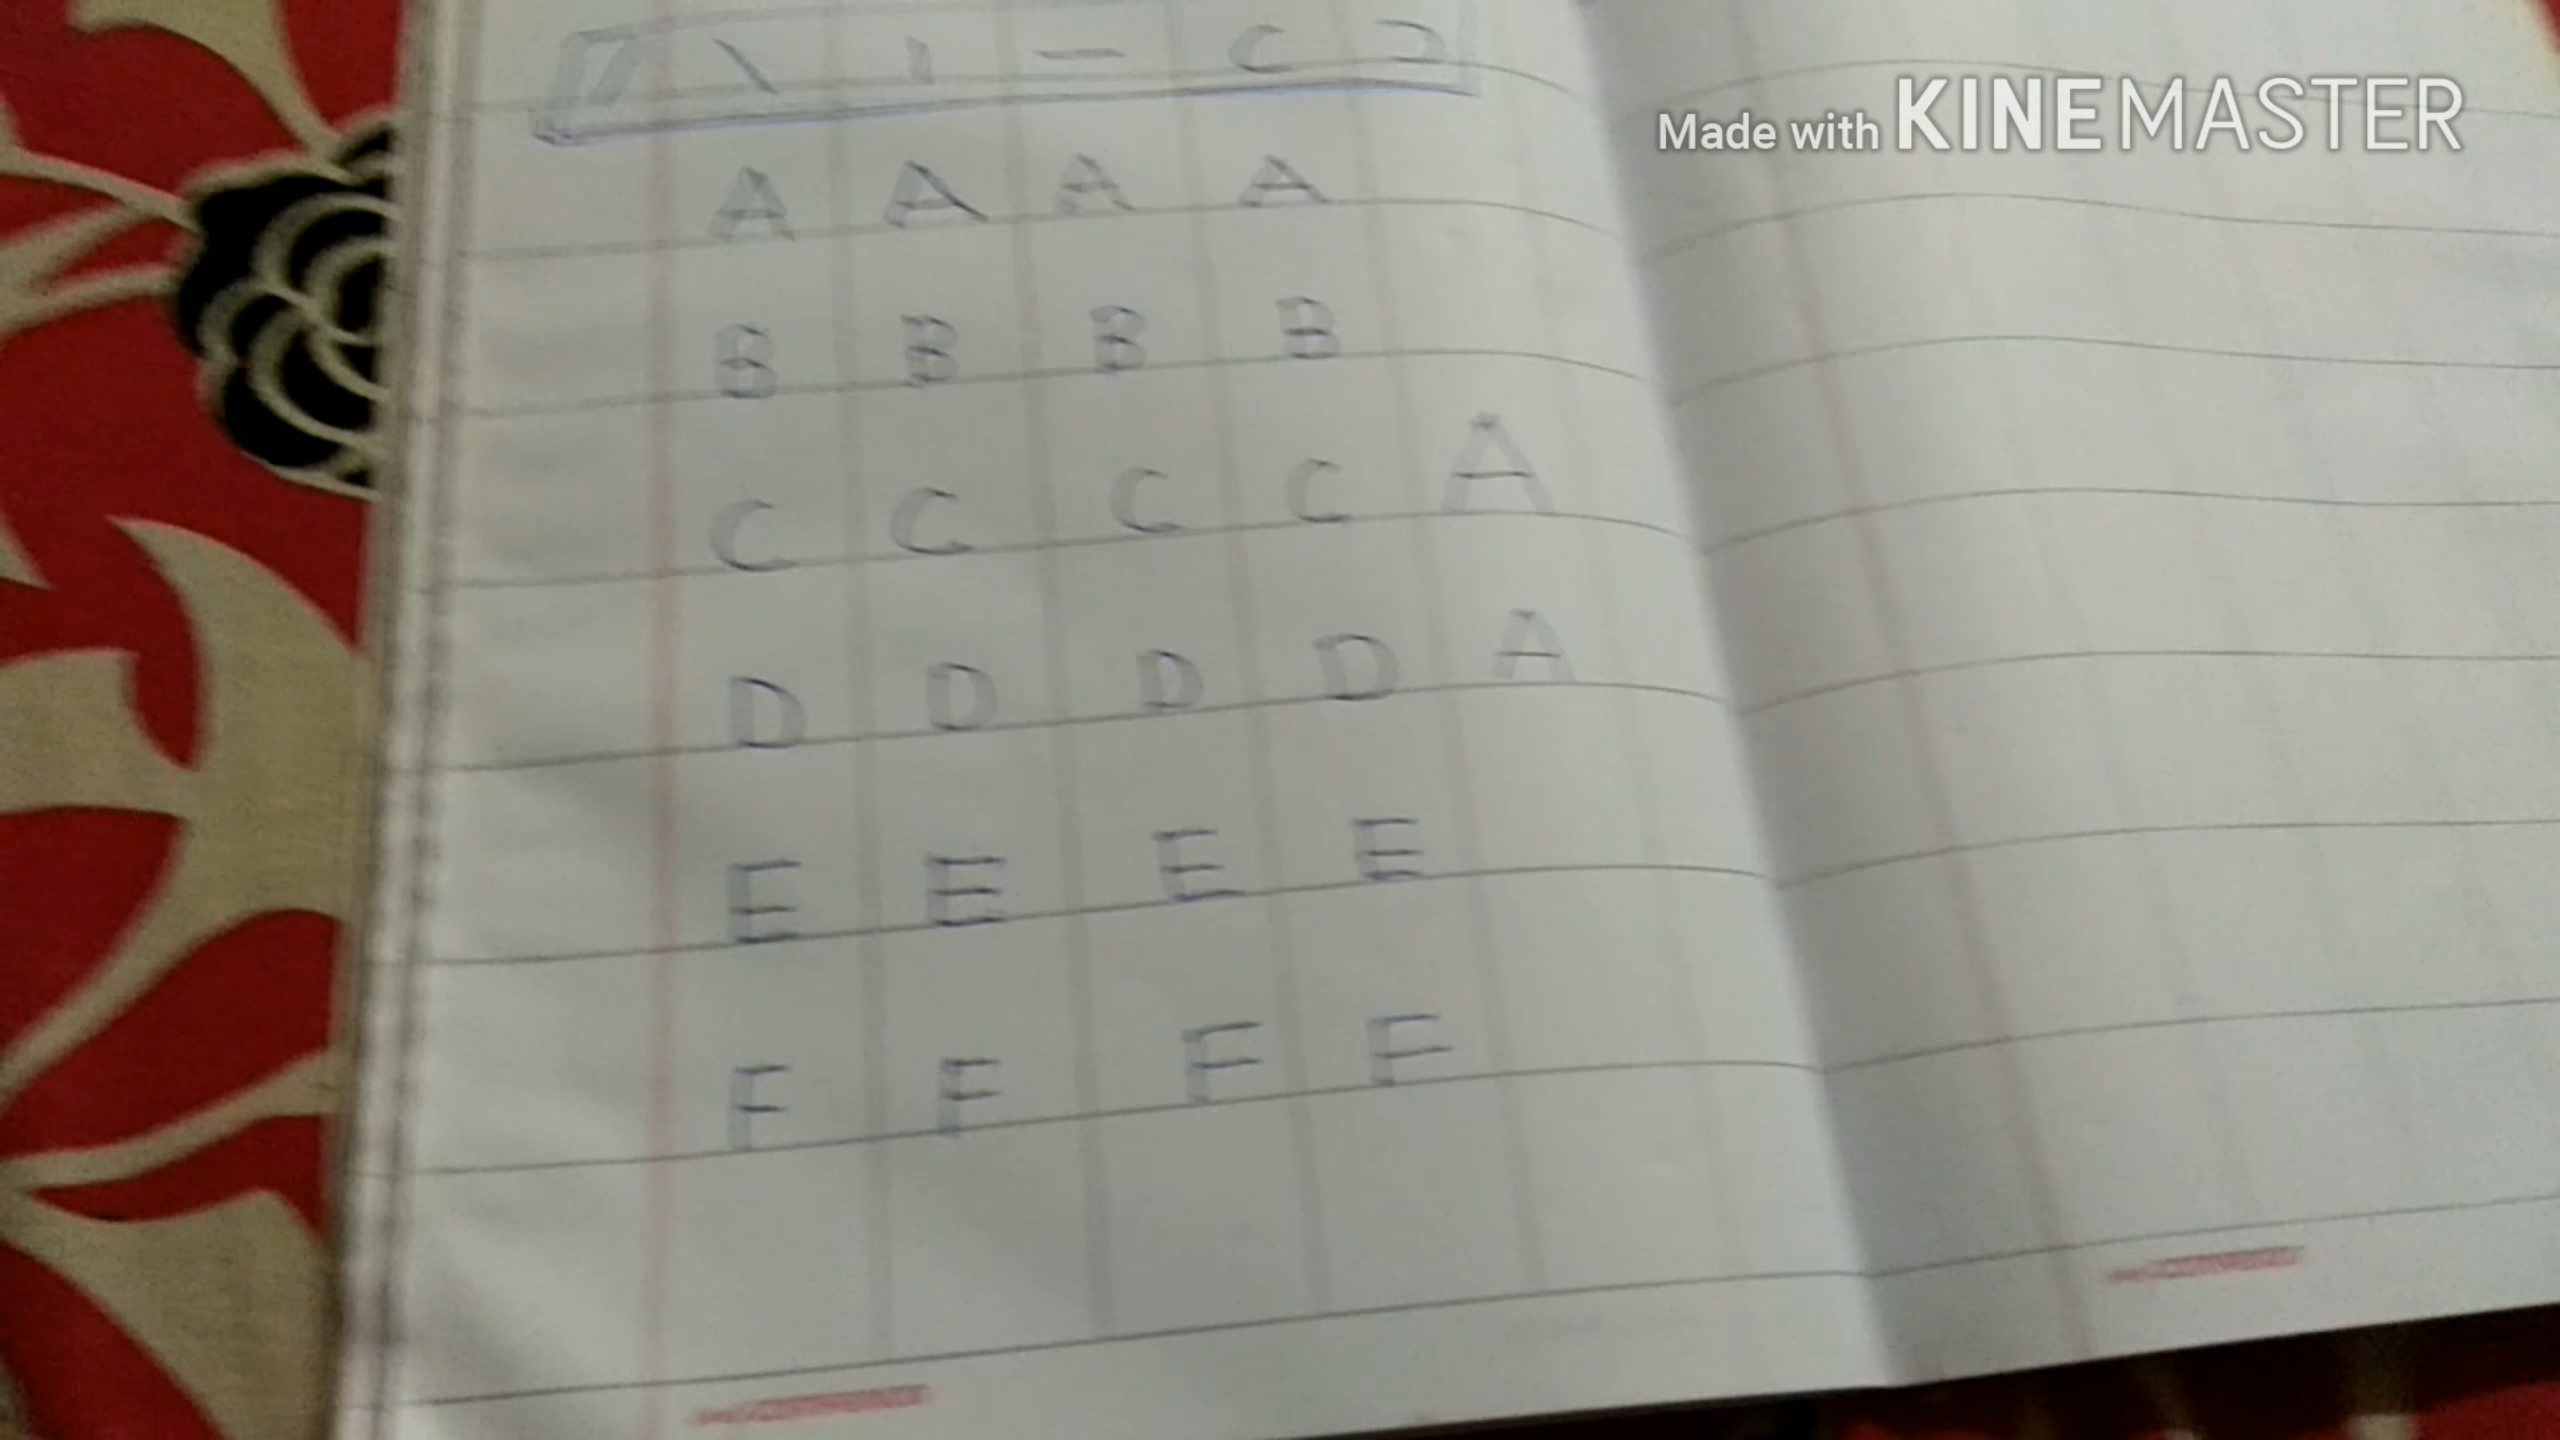 / \ | — C Ɔ
Made with KINEMASTER
A A A A
B B B B
C C C C A
D D D D A
E E E E
F F F F